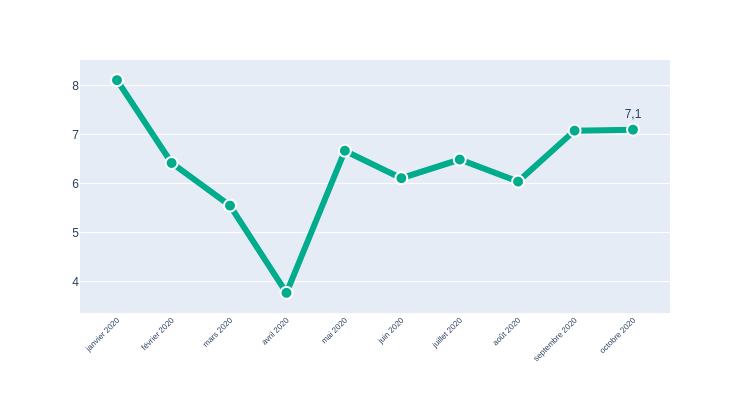 8
7
6
5
4
7,1
janvier 2020
février 2020
mars 2020
avril 2020
mai 2020
juin 2020
juillet 2020
août 2020
septembre 2020
octobre 2020